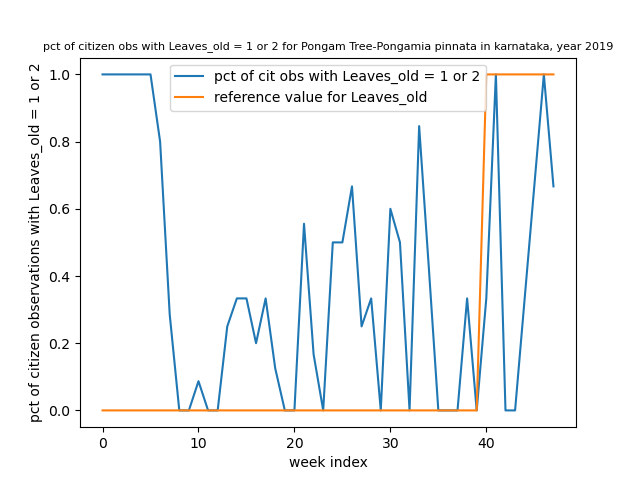 pct of citizen obs with Leaves_old = 1 or 2 for Pongam Tree-Pongamia pinnata in karnataka, year 2019
pct of cit obs with Leaves_old = 1 or 2
reference value for Leaves_old
pct of citizen observations with Leaves_old = 1 or 2
1.0
0.8
0.6
0.4
0.2
0.0
0 10 20 30 40
week index